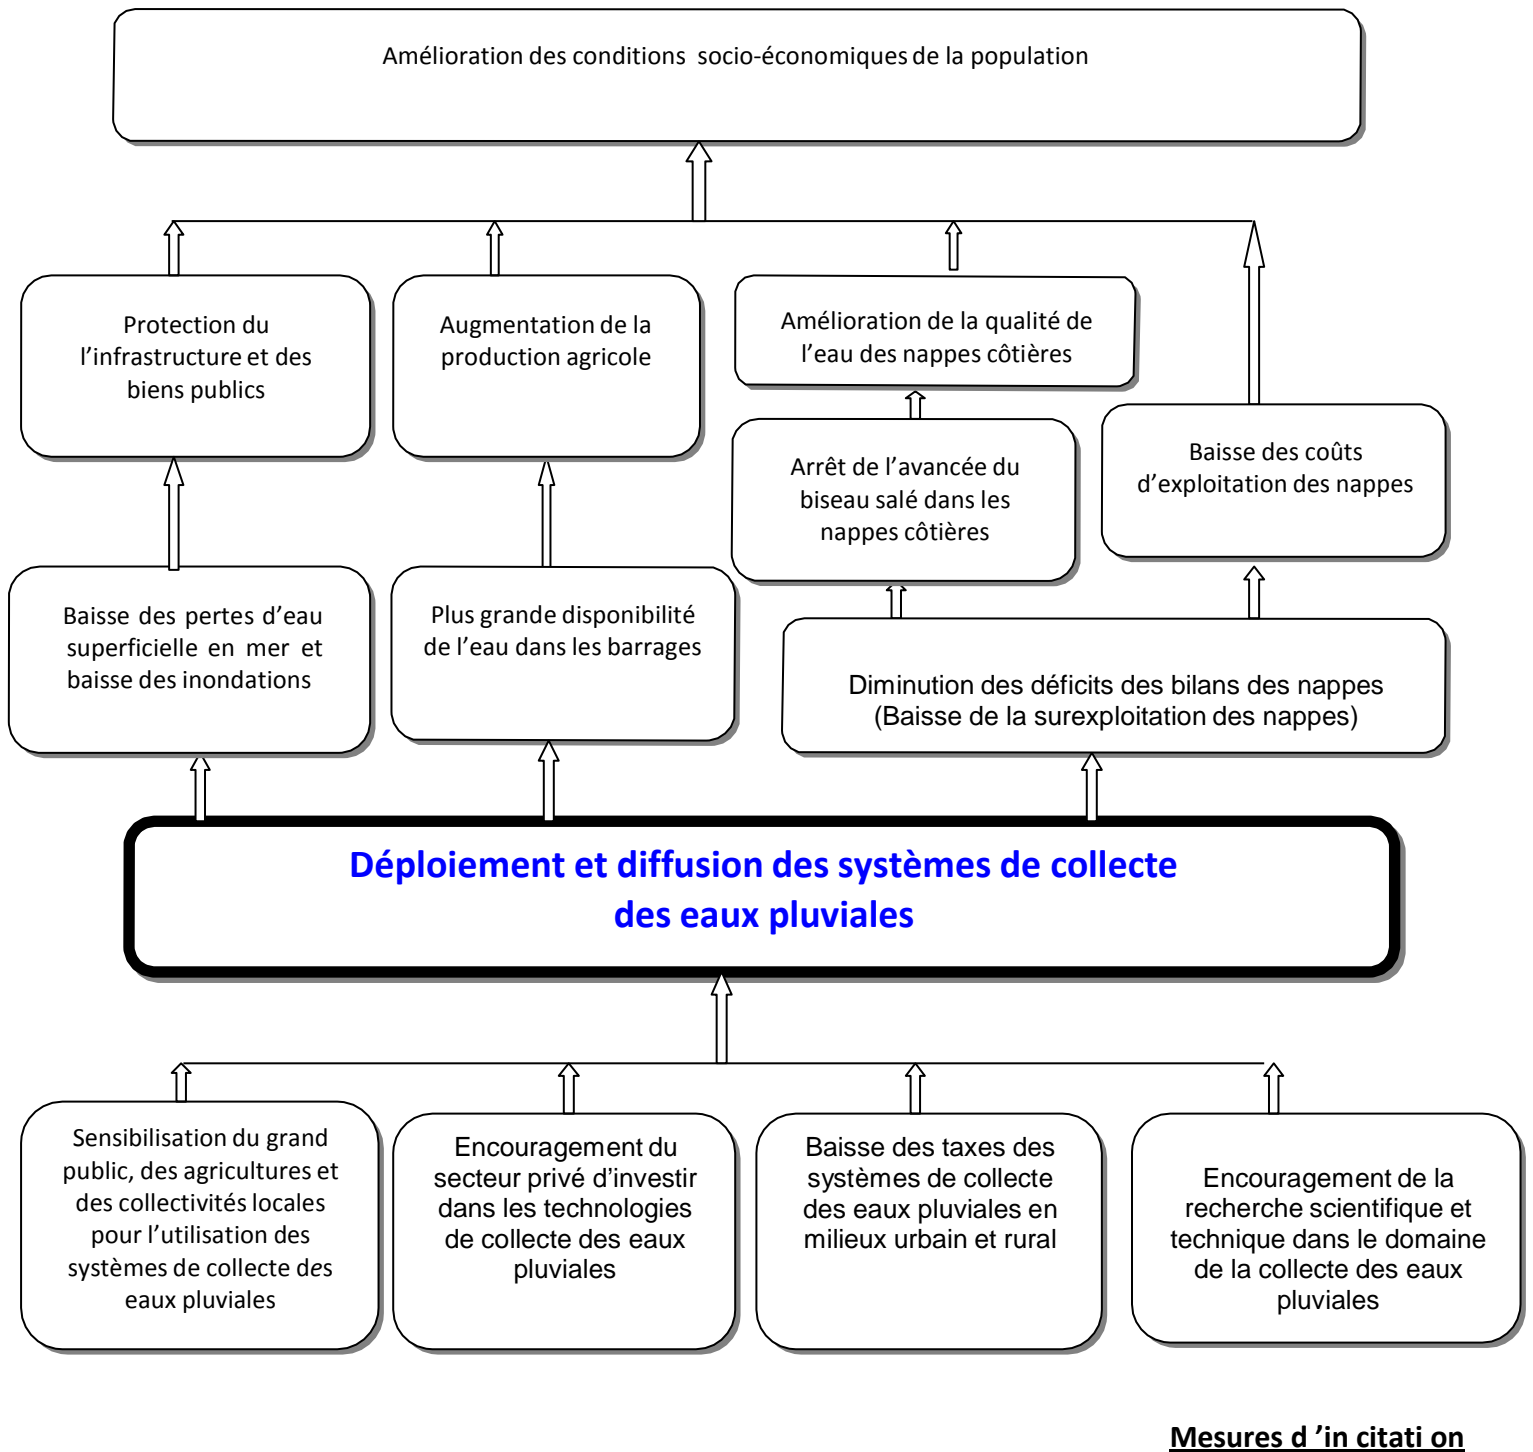 Amélioration des conditions socio-économiques de la population
Protection du
l’infrastructure et des
biens publics
Augmentation de la
production agricole
Amélioration de la qualité de
l’eau des nappes côtières
Arrêt de l’avancée du
biseau salé dans les
nappes côtières
Baisse des coûts
d’exploitation des nappes
Baisse des pertes d’eau
superficielle en mer et
baisse des inondations
Plus grande disponibilité
de l’eau dans les barrages
Diminution des déficits des bilans des nappes
(Baisse de la surexploitation des nappes)
Déploiement et diffusion des systèmes de collecte
des eaux pluviales
Sensibilisation du grand
public, des agricultures et
des collectivités locales
pour l’utilisation des
systèmes de collecte des
eaux pluviales
Encouragement du
secteur privé d’investir
dans les technologies
de collecte des eaux
pluviales
Baisse des taxes des
systèmes de collecte
des eaux pluviales en
milieux urbain et rural
Encouragement de la
recherche scientifique et
technique dans le domaine
de la collecte des eaux
pluviales
Mesures d ’in citati on